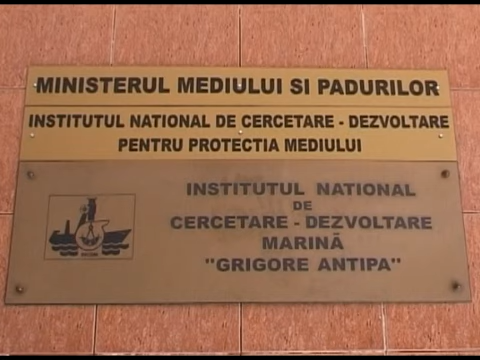 MINISTERUL MEDIULUI SI PADURILOR
INSTITUTUL NATIONAL DE CERCETARE - DEZVOLTARE
PENTRU PROTECTIA MEDIULUI
INSTITUTUL NATIONAL
DE
CERCETARE - DEZVOLTARE
MARINĂ
"GRIGORE ANTIPA"